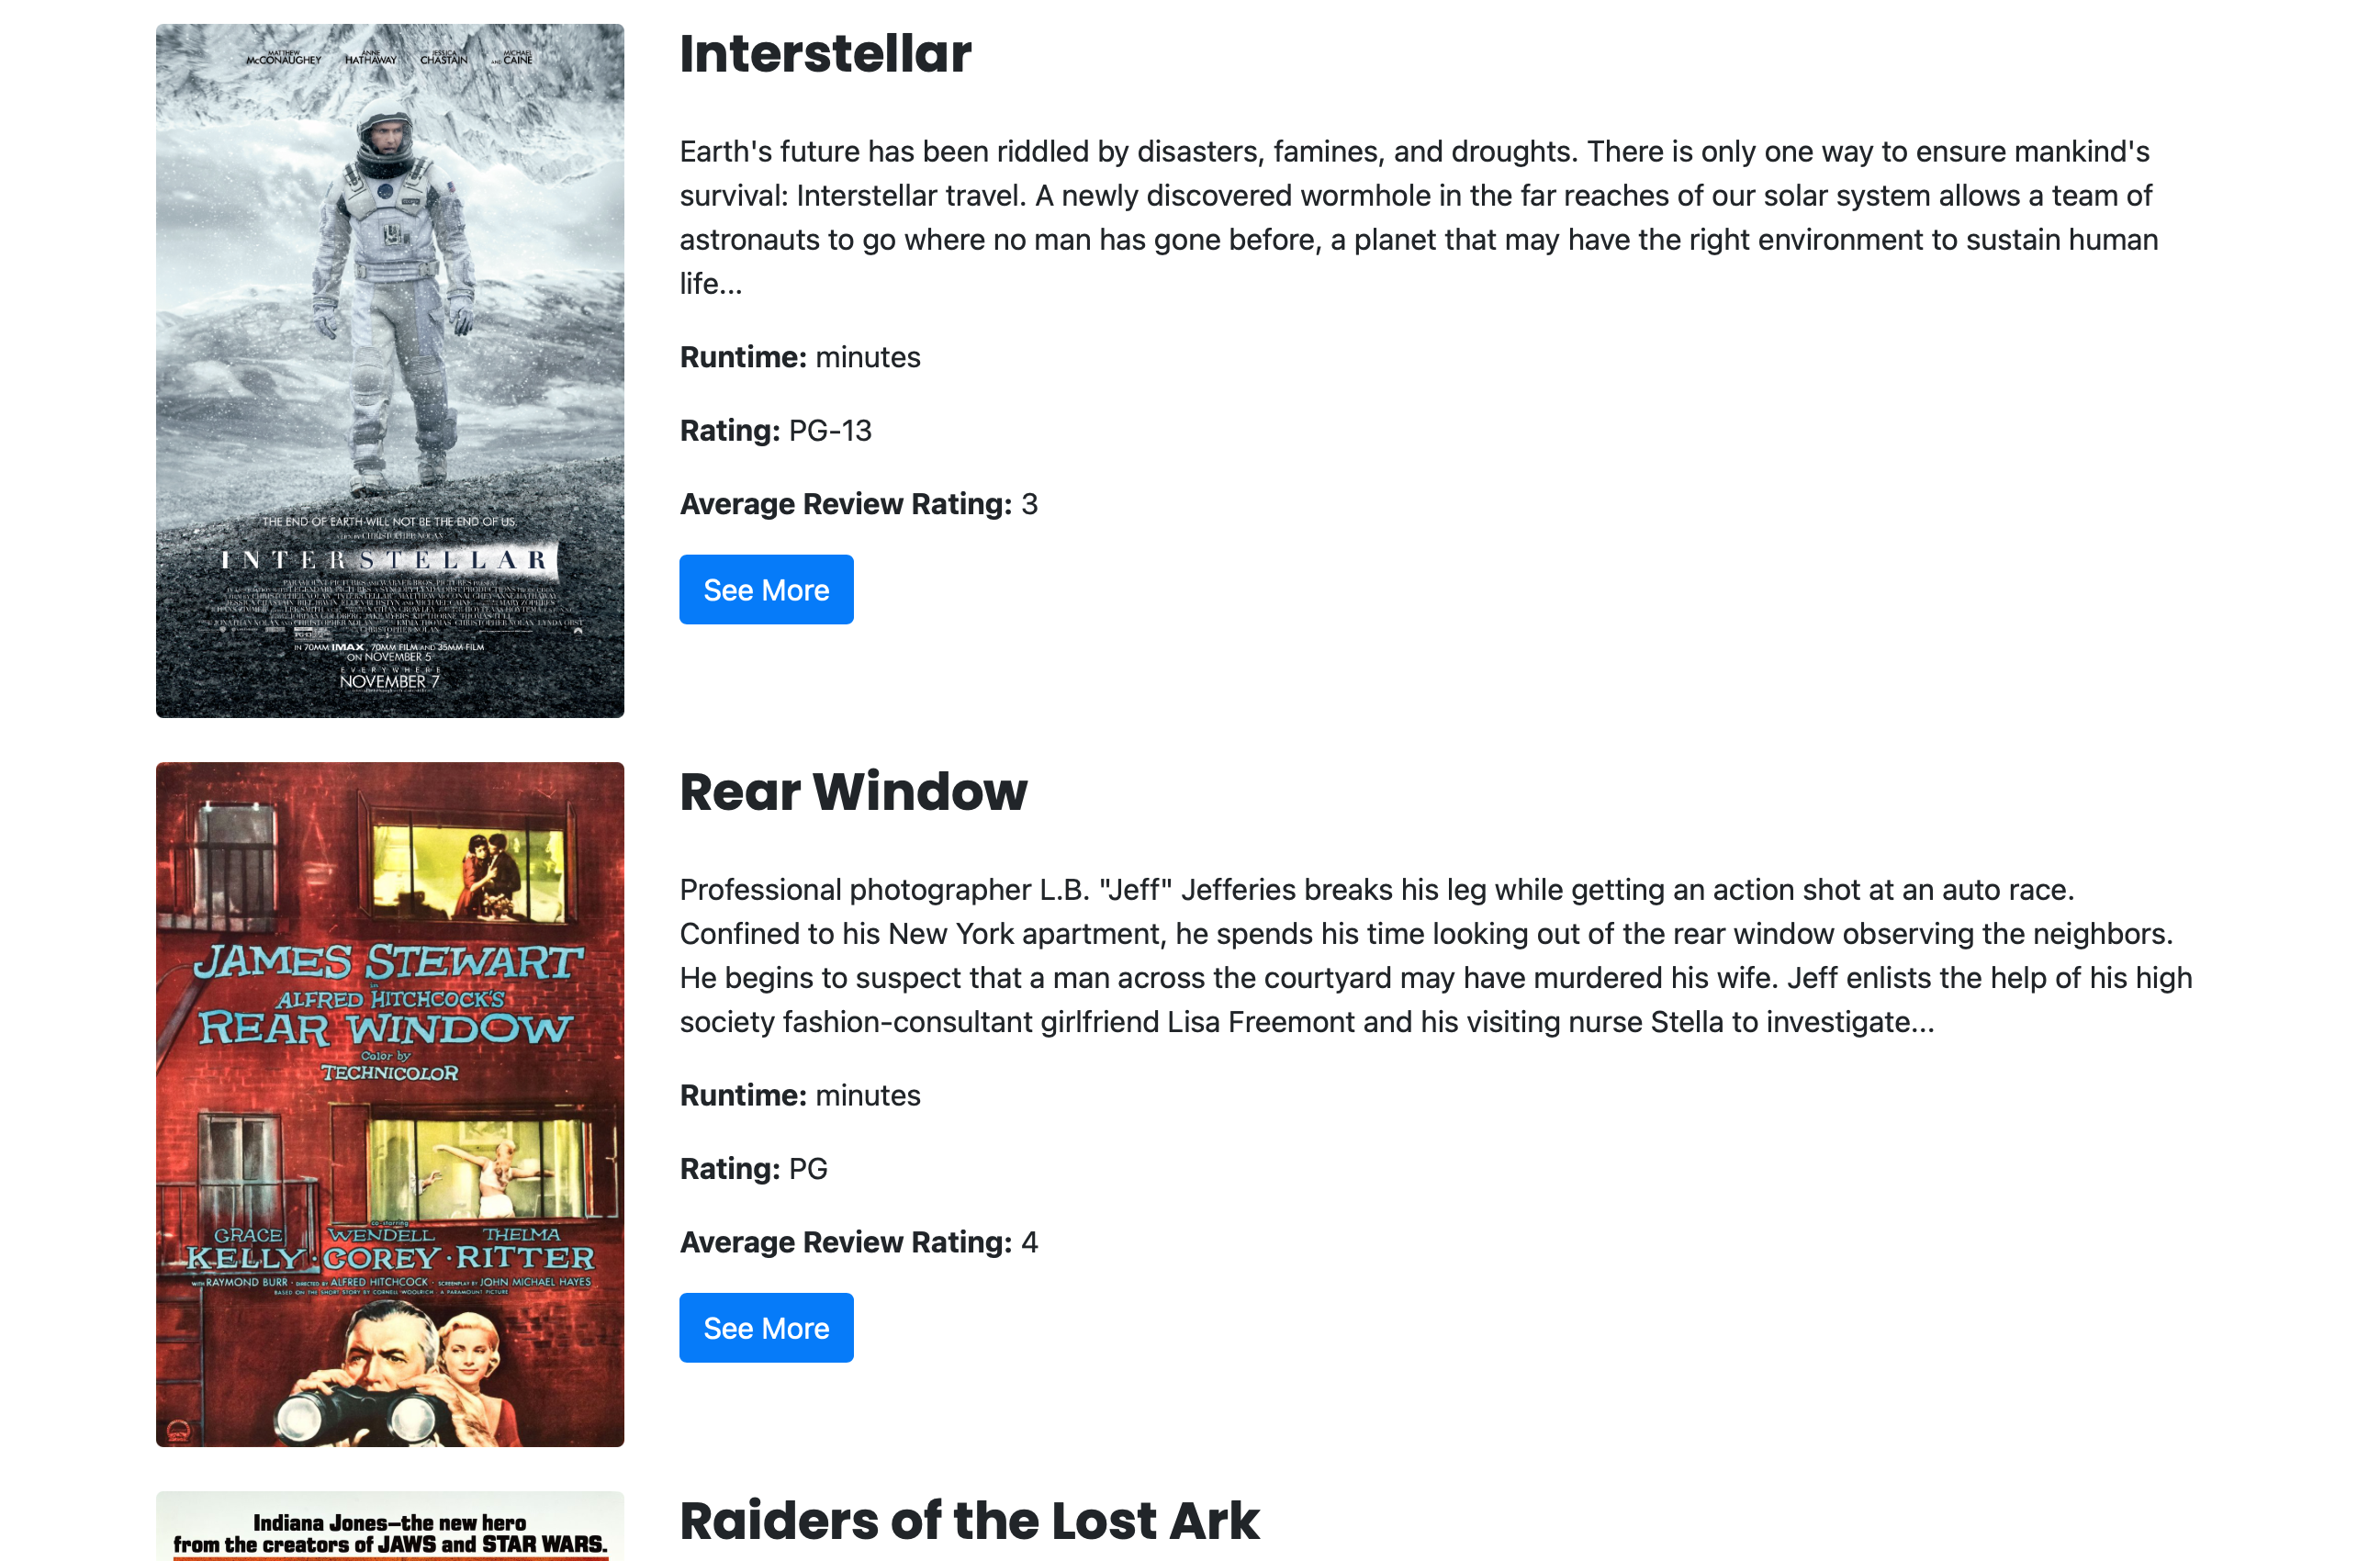 MATTHEW McCONAUGHEY ANNE HATHAWAY JESSICA CHASTAIN AND MICHAEL CAINE
THE END OF EARTH WILL NOT BE THE END OF US.
INTERSTELLAR
IN 70MM IMAX, 70MM FILM AND 35MM FILM
ON NOVEMBER 5
EVERYWHERE
NOVEMBER 7
Interstellar
Earth's future has been riddled by disasters, famines, and droughts. There is only one way to ensure mankind's
survival: Interstellar travel. A newly discovered wormhole in the far reaches of our solar system allows a team of
astronauts to go where no man has gone before, a planet that may have the right environment to sustain human
life...
Runtime: minutes
Rating: PG-13
Average Review Rating: 3
See More
JAMES STEWART
in
ALFRED HITCHCOCK'S
REAR WINDOW
Color by
TECHNICOLOR
co-starring
GRACE WENDELL THELMA
KELLY · COREY · RITTER
WITH RAYMOND BURR · DIRECTED BY ALFRED HITCHCOCK · SCREENPLAY BY JOHN MICHAEL HAYES
BASED ON THE SHORT STORY BY CORNELL WOOLRICH · A PARAMOUNT PICTURE
Rear Window
Professional photographer L.B. "Jeff" Jefferies breaks his leg while getting an action shot at an auto race.
Confined to his New York apartment, he spends his time looking out of the rear window observing the neighbors.
He begins to suspect that a man across the courtyard may have murdered his wife. Jeff enlists the help of his high
society fashion-consultant girlfriend Lisa Freemont and his visiting nurse Stella to investigate...
Runtime: minutes
Rating: PG
Average Review Rating: 4
See More
Indiana Jones—the new hero
from the creators of JAWS and STAR WARS.
Raiders of the Lost Ark